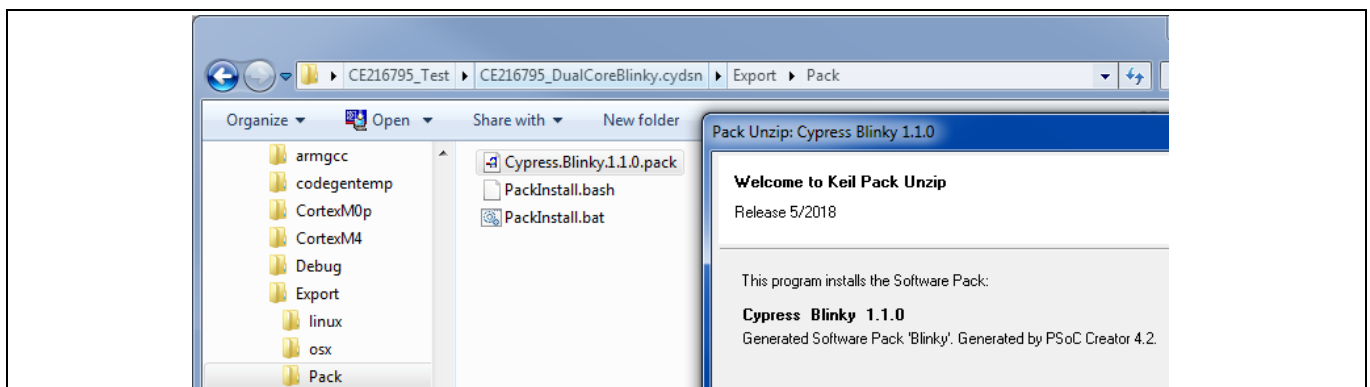 CE216795_Test ▸ CE216795_DualCoreBlinky.cydsn ▸ Export ▸ Pack
Organize Open Share with New folder
armgcc
codegentemp
CortexM0p
CortexM4
Debug
Export
linux
osx
Pack
Cypress.Blinky.1.1.0.pack
PackInstall.bash
PackInstall.bat
Pack Unzip: Cypress Blinky 1.1.0
Welcome to Keil Pack Unzip
Release 5/2018
This program installs the Software Pack:
Cypress Blinky 1.1.0
Generated Software Pack 'Blinky'. Generated by PSoC Creator 4.2.